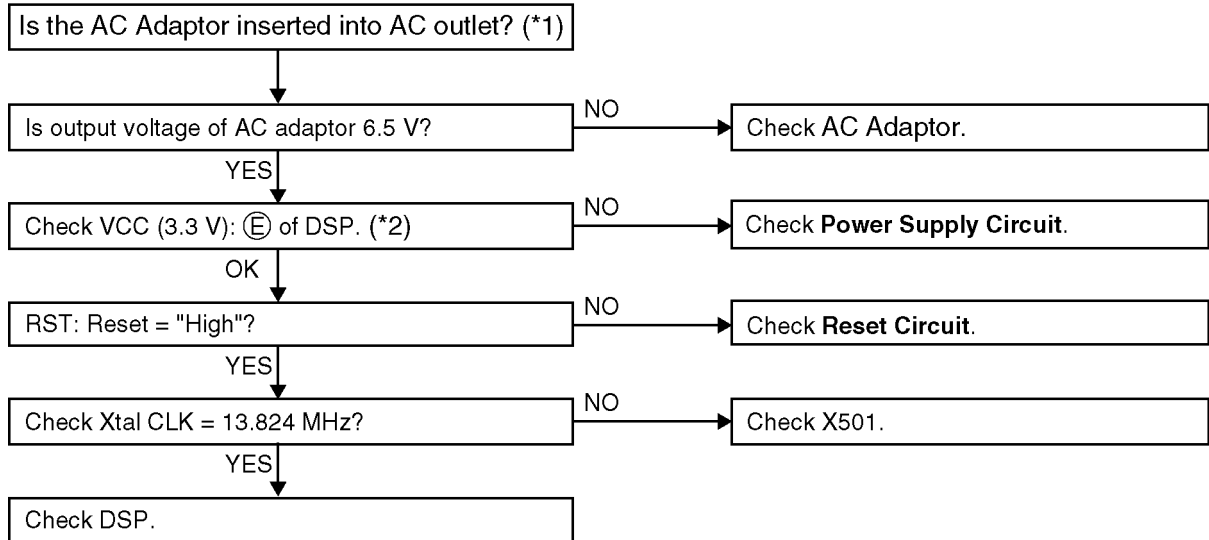 Is the AC Adaptor inserted into AC outlet? (*1)
Is output voltage of AC adaptor 6.5 V?
NO
Check AC Adaptor.
YES
Check VCC (3.3 V): Ⓔ of DSP. (*2)
NO
Check Power Supply Circuit.
OK
RST: Reset = "High"?
NO
Check Reset Circuit.
YES
Check Xtal CLK = 13.824 MHz?
NO
Check X501.
YES
Check DSP.